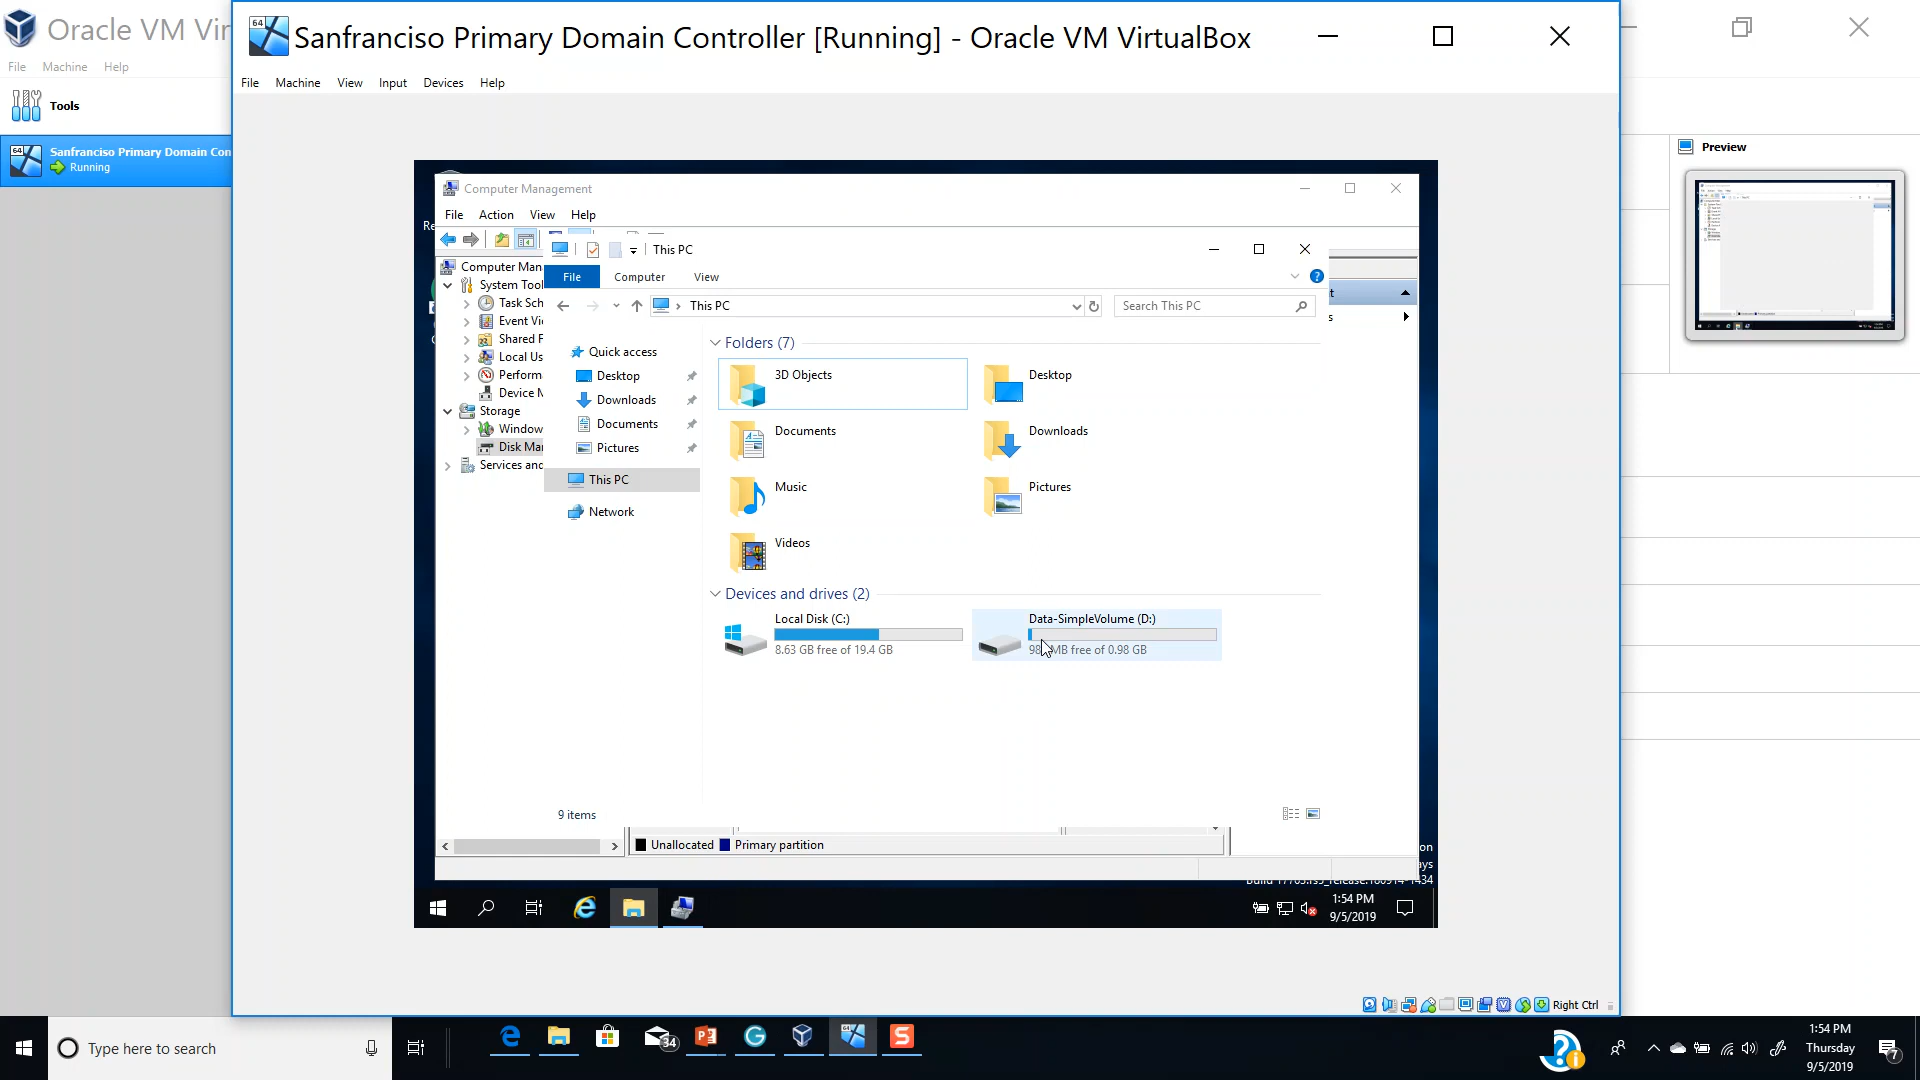 Oracle VM Vir
File Machine Help
Tools
Sanfranciso Primary Domain Con
Running
64
Sanfranciso Primary Domain Controller [Running] - Oracle VM VirtualBox
File Machine View Input Devices Help
Computer Management
File Action View Help
Computer Man
System Tool
Task Sch
Event Vi
Shared F
Local Us
Perform
Device M
Storage
Window
Disk Man
Services and
This PC
File Computer View
This PC
Search This PC
Quick access
Desktop
Downloads
Documents
Pictures
This PC
Network
Folders (7)
3D Objects
Desktop
Documents
Downloads
Music
Pictures
Videos
Devices and drives (2)
Local Disk (C:)
8.63 GB free of 19.4 GB
Data-SimpleVolume (D:)
MB free of 0.98 GB
9 items
Unallocated Primary partition
1:54 PM
9/5/2019
Right Ctrl
Preview
Type here to search
34
1:54 PM
Thursday
9/5/2019
7